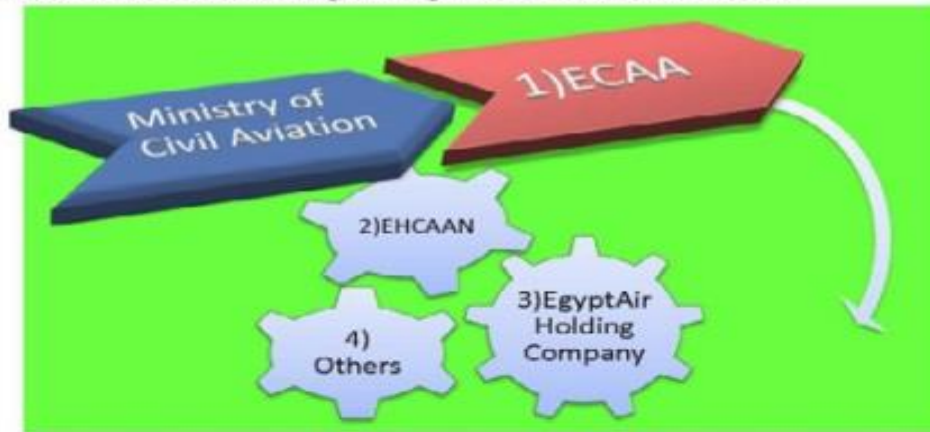 Ministry of
Civil Aviation
1)ECAA
2)EHCAAN
3)EgyptAir
Holding
Company
4)
Others